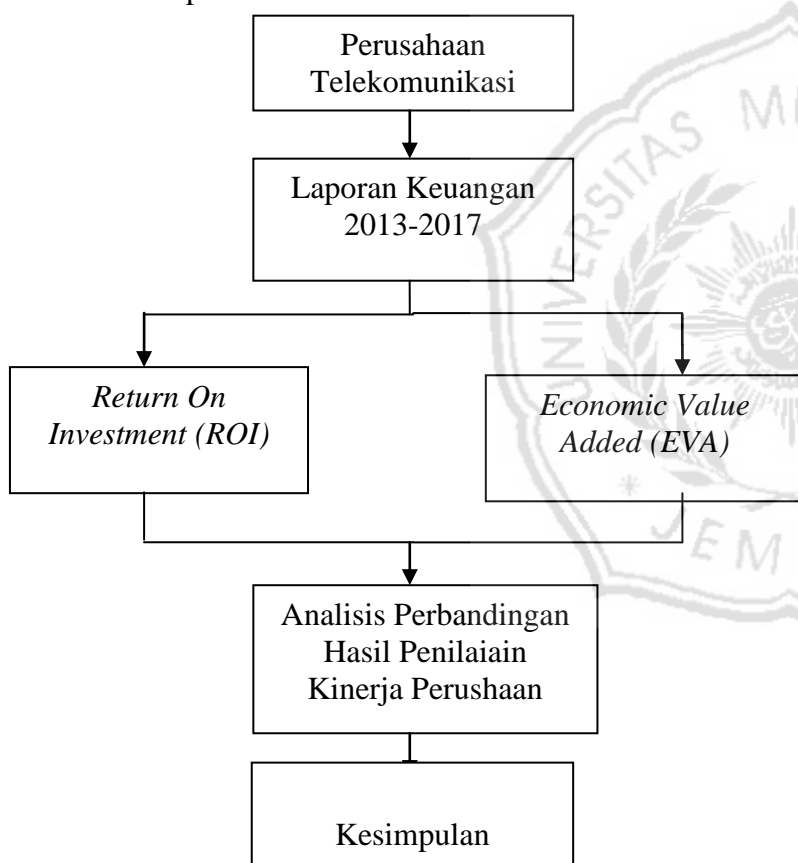 Perusahaan
Telekomunikasi
Laporan Keuangan
2013-2017
Return On
Investment (ROI)
Economic Value
Added (EVA)
Analisis Perbandingan
Hasil Penilaiain
Kinerja Perushaan
Kesimpulan